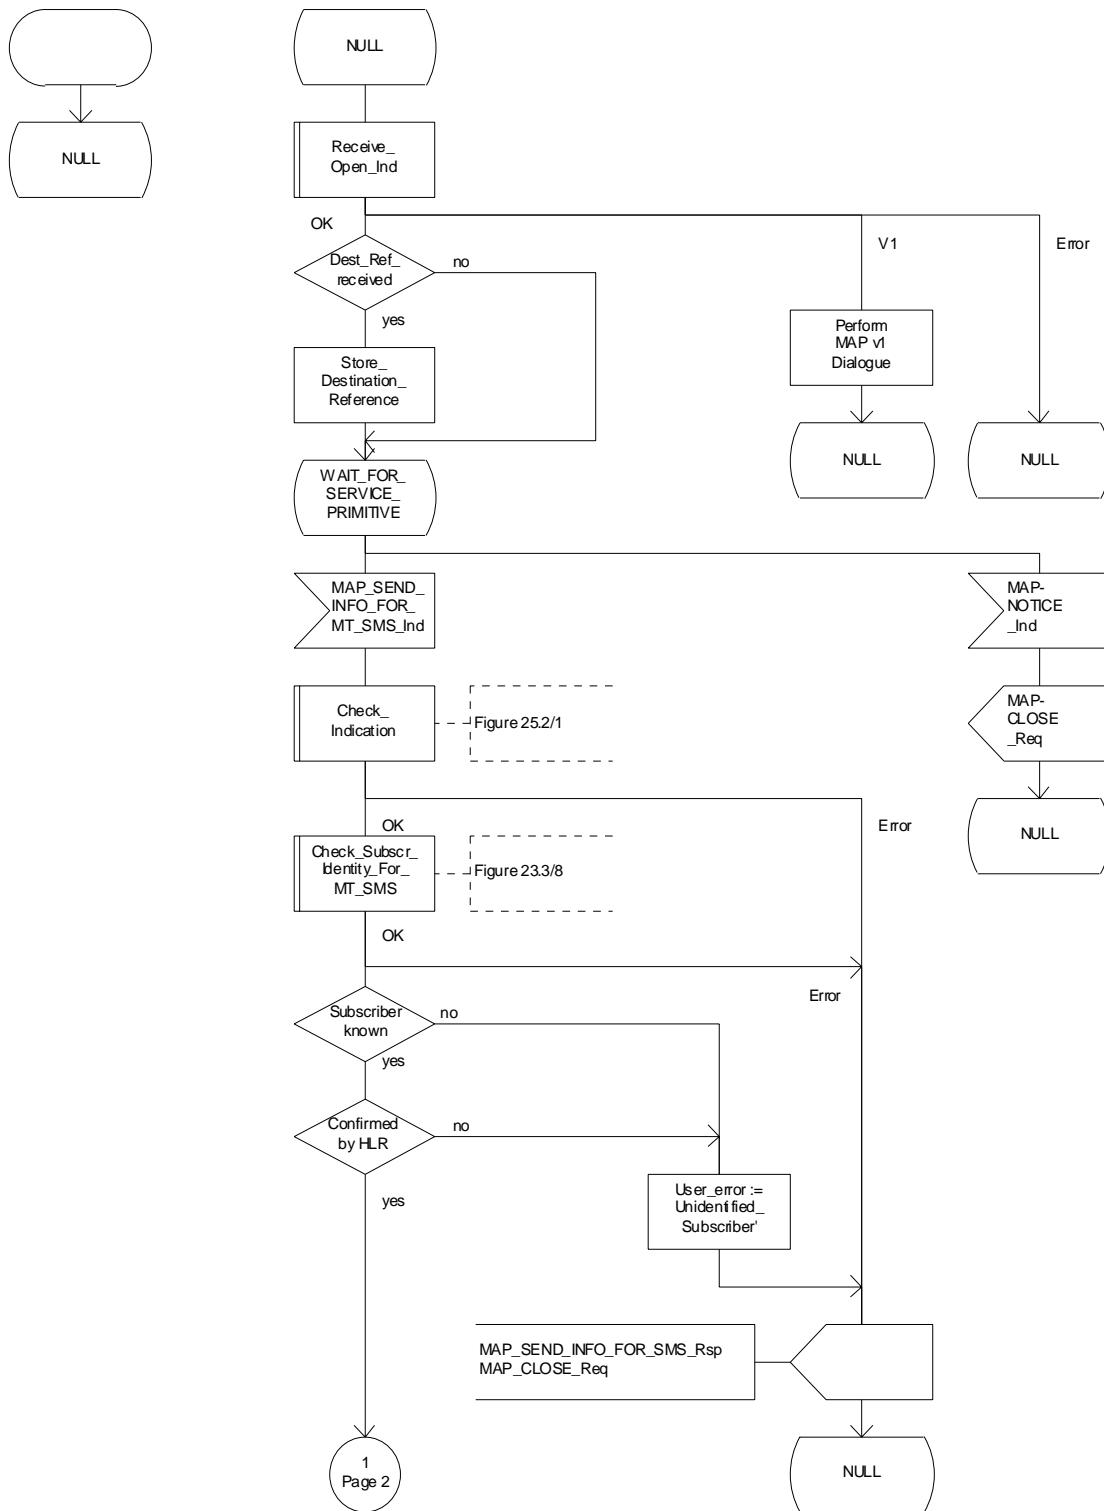 NULL
NULL
Receive_
Open_Ind
OK
V1
Error
Dest_Ref_
received
no
yes
Perform
MAP v1
Dialogue
Store_
Destination_
Reference
NULL
NULL
WAIT_FOR_
SERVICE_
PRIMITIVE
MAP_SEND_
INFO_FOR_
MT_SMS_Ind
MAP-
NOTICE
_Ind
Check_
Indication
Figure 25.2/1
MAP-
CLOSE
_Req
OK
Error
NULL
Check_Subscr_
Identity_For_
MT_SMS
Figure 23.3/8
OK
Error
Subscriber
known
no
yes
Confirmed
by HLR
no
yes
User_error :=
Unidentified_
Subscriber'
MAP_SEND_INFO_FOR_SMS_Rsp
MAP_CLOSE_Req
1
Page 2
NULL